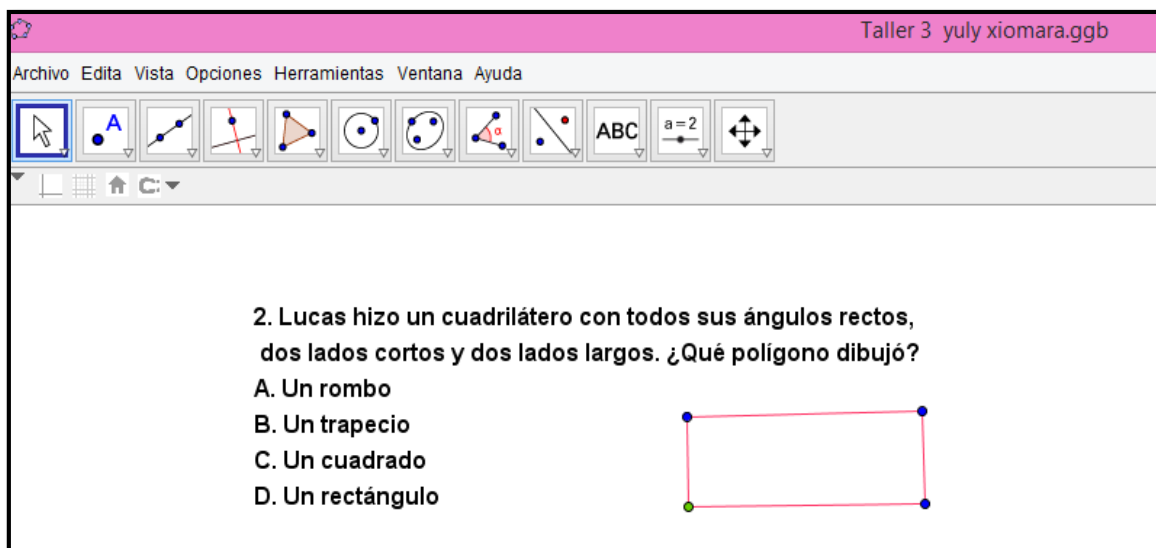 Taller 3 yuly xiomara.ggb
Archivo Edita Vista Opciones Herramientas Ventana Ayuda
A α ABC a=2
2. Lucas hizo un cuadrilátero con todos sus ángulos rectos,
dos lados cortos y dos lados largos. ¿Qué polígono dibujó?
A. Un rombo
B. Un trapecio
C. Un cuadrado
D. Un rectángulo